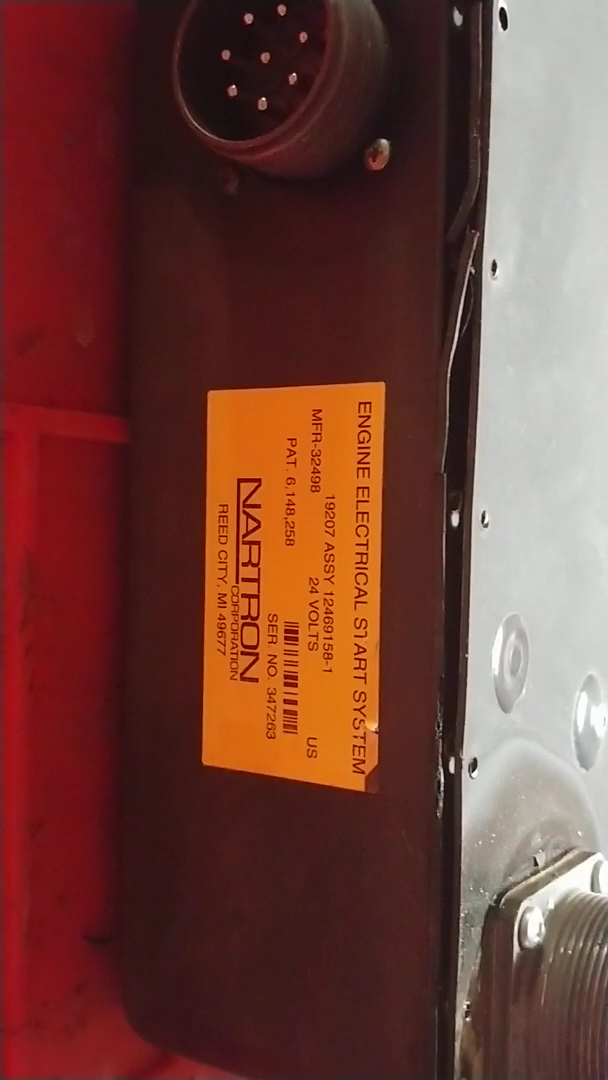 ENGINE ELECTRICAL START SYSTEM
19207 ASSY 12469158-1
MFR-32498 24 VOLTS US
PAT. 6,148,258
SER. NO. 347263
NARTRON
CORPORATION
REED CITY, MI 49677